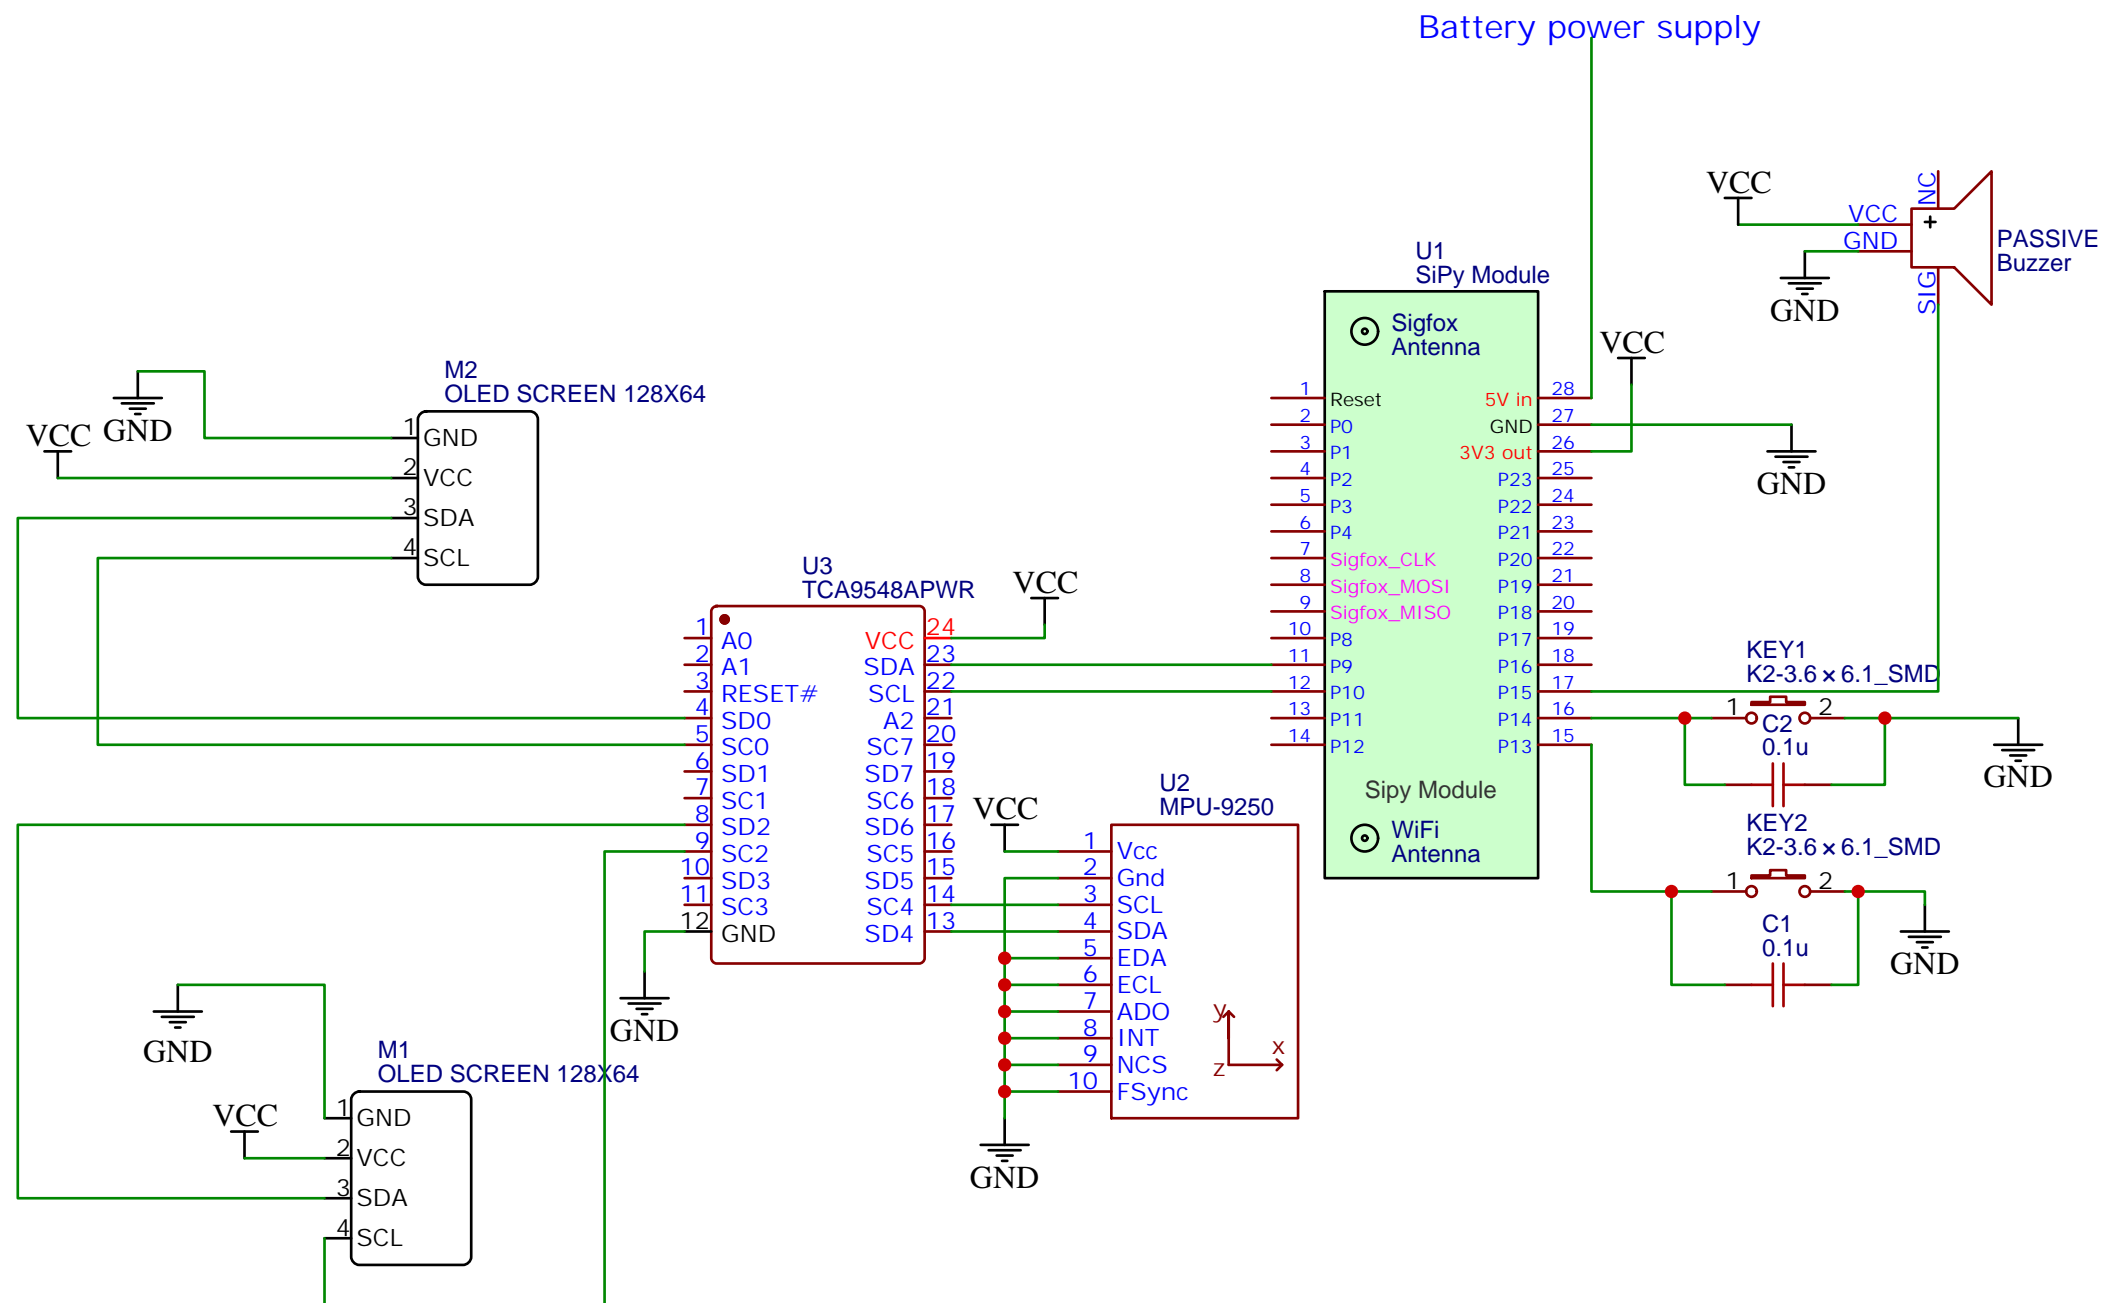 Battery power supply
VCC
VCC
GND
NC
SIG
+
GND
PASSIVE
Buzzer
U1
SiPy Module
Sigfox
Antenna
VCC
1 Reset
2 P0
3 P1
4 P2
5 P3
6 P4
7 Sigfox_CLK
8 Sigfox_MOSI
9 Sigfox_MISO
10 P8
11 P9
12 P10
13 P11
14 P12
5V in 28
GND 27
3V3 out 26
P23 25
P22 24
P21 23
P20 22
P19 21
P18 20
P17 19
P16 18
P15 17
P14 16
P13 15
Sipy Module
WiFi
Antenna
GND
M2
OLED SCREEN 128X64
GND
VCC
1 GND
2 VCC
3 SDA
4 SCL
U3
TCA9548APWR
VCC
1 A0
2 A1
3 RESET#
4 SD0
5 SC0
6 SD1
7 SC1
8 SD2
9 SC2
10 SD3
11 SC3
12 GND
VCC 24
SDA 23
SCL 22
A2 21
SC7 20
SD7 19
SC6 18
SD6 17
SC5 16
SD5 15
SC4 14
SD4 13
GND
KEY1
K2-3.6×6.1_SMD
1 2
C2
0.1u
GND
KEY2
K2-3.6×6.1_SMD
1 2
C1
0.1u
GND
U2
MPU-9250
VCC
1 Vcc
2 Gnd
3 SCL
4 SDA
5 EDA
6 ECL
7 ADO
8 INT
9 NCS
10 FSync
y
x
z
GND
M1
OLED SCREEN 128X64
GND
VCC
1 GND
2 VCC
3 SDA
4 SCL